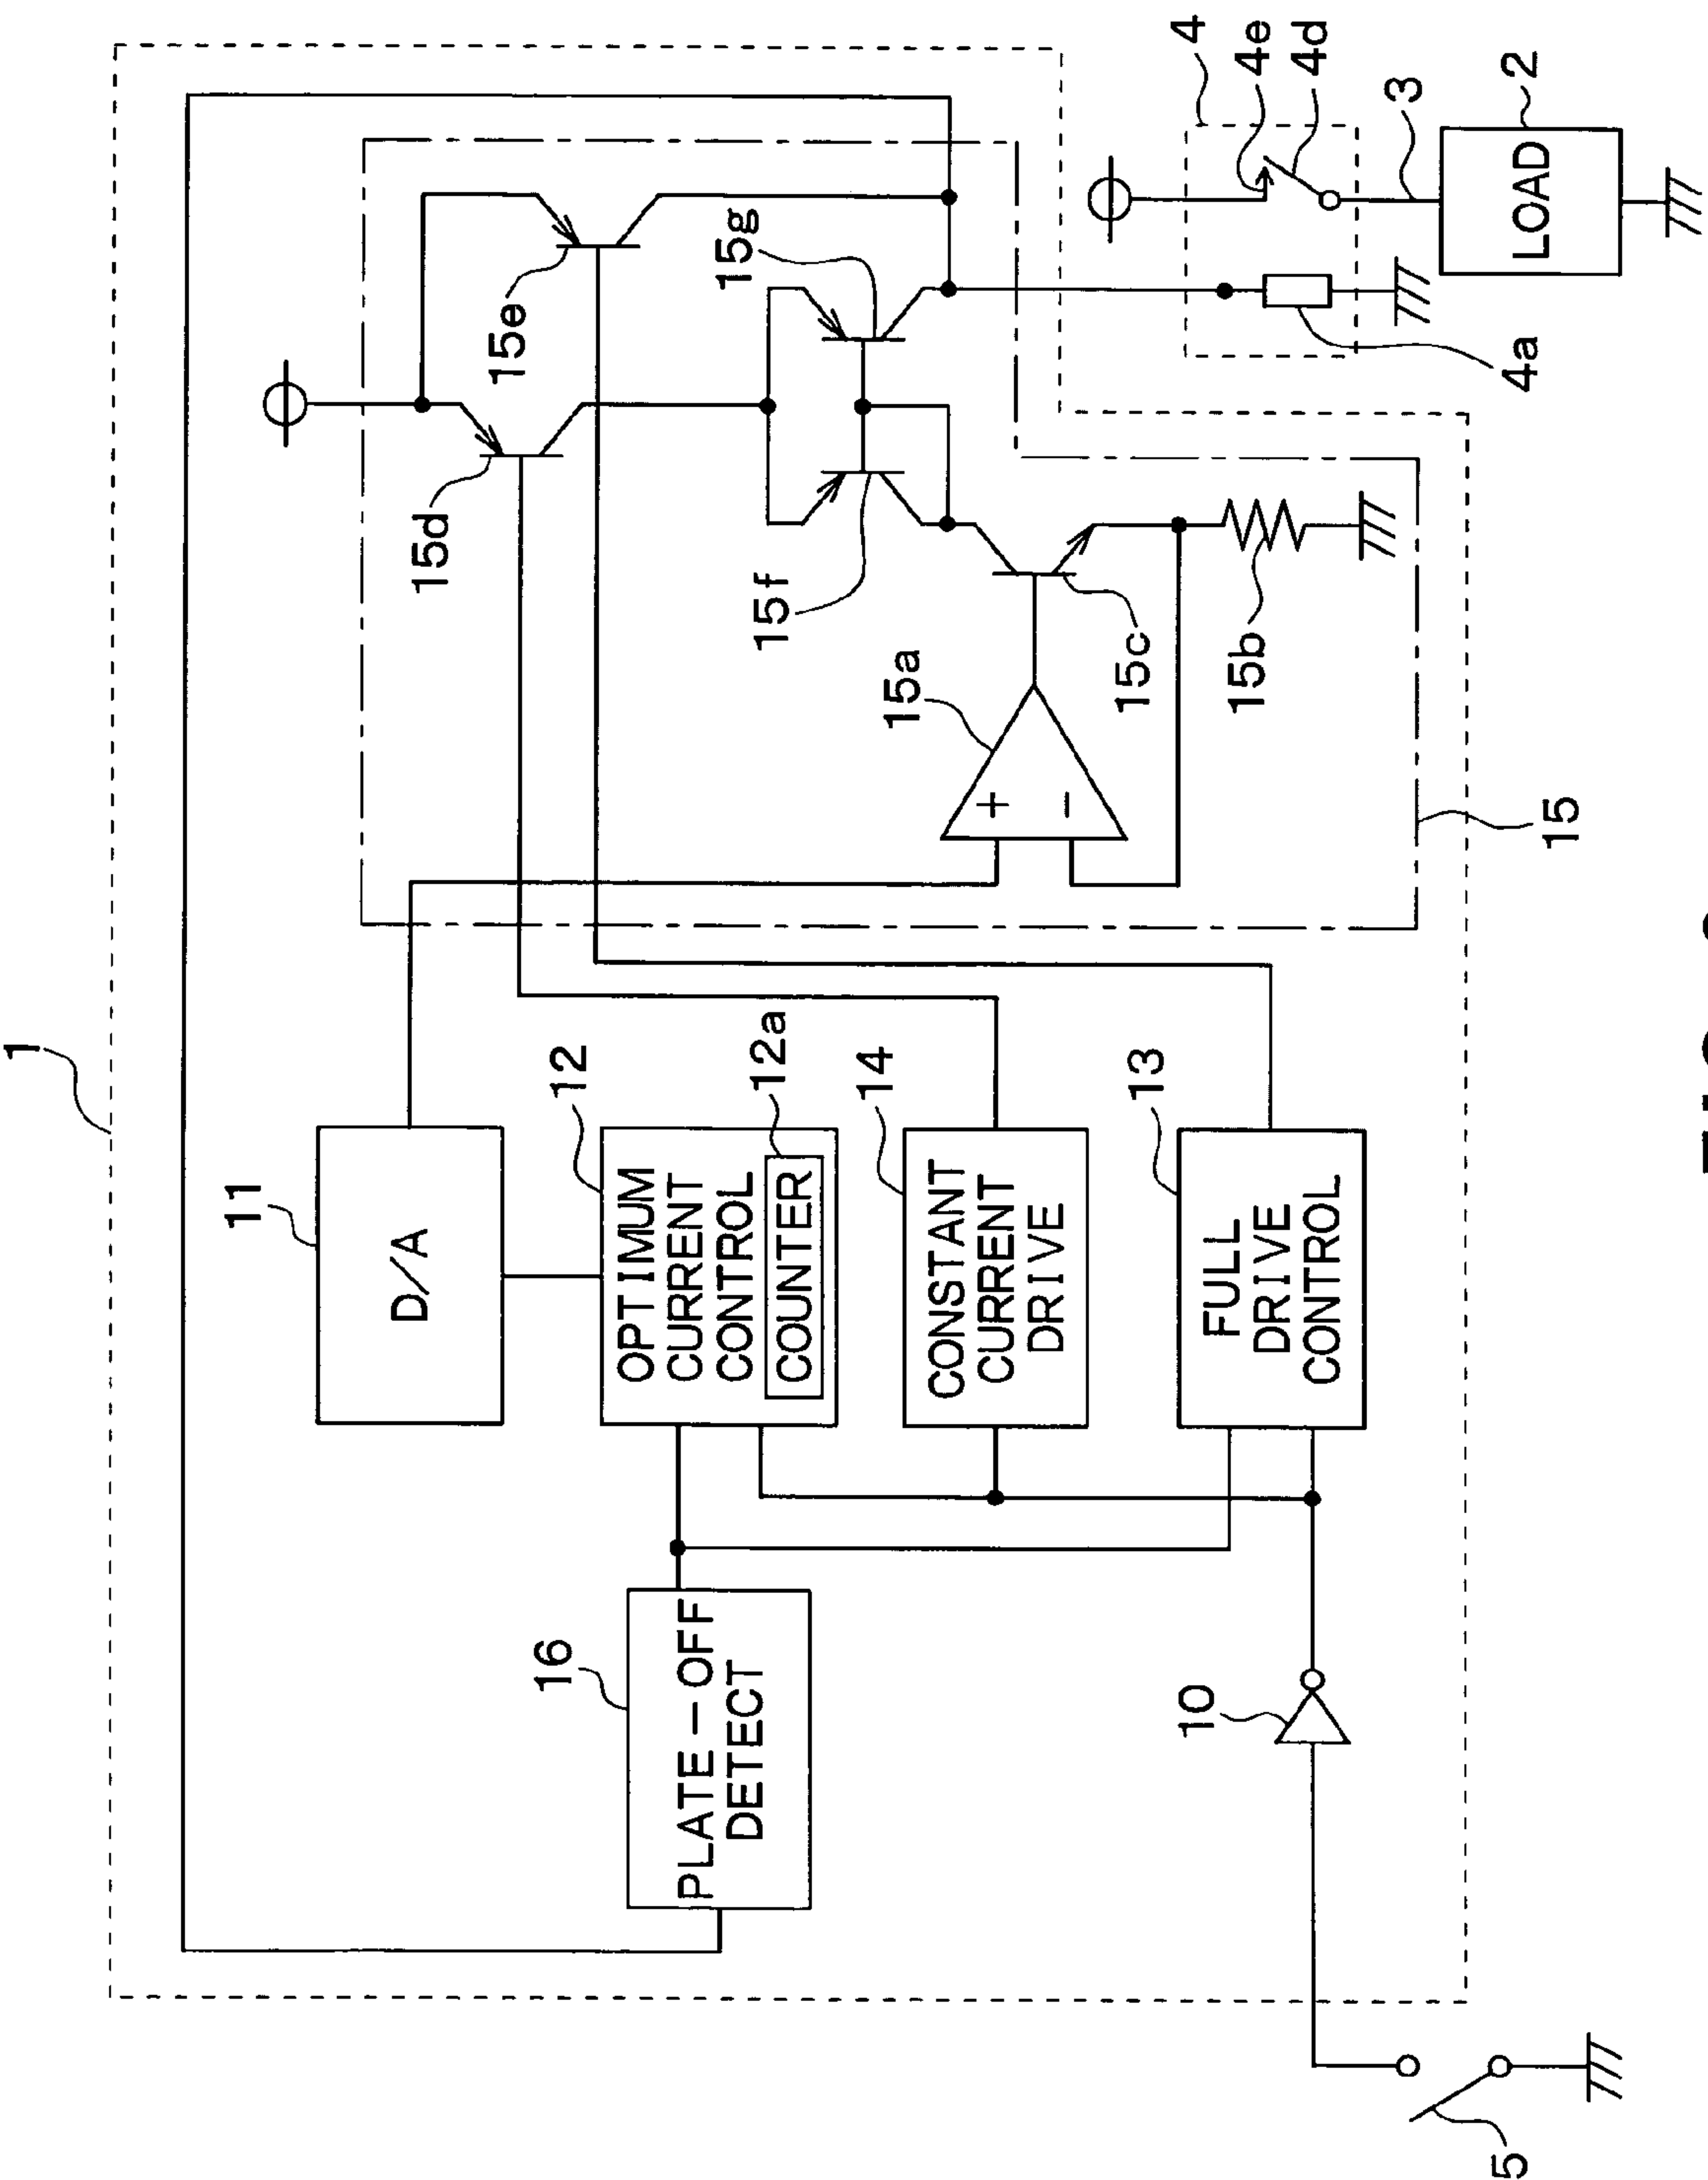 1
11
D/A
12
OPTIMUM
CURRENT
CONTROL
12a
COUNTER
14
CONSTANT
CURRENT
DRIVE
13
FULL
DRIVE
CONTROL
16
PLATE-OFF
DETECT
10
5
15
15a
15b
15c
15d
15e
15f
15g
+
−
4
4e
4d
4a
3
2
LOAD